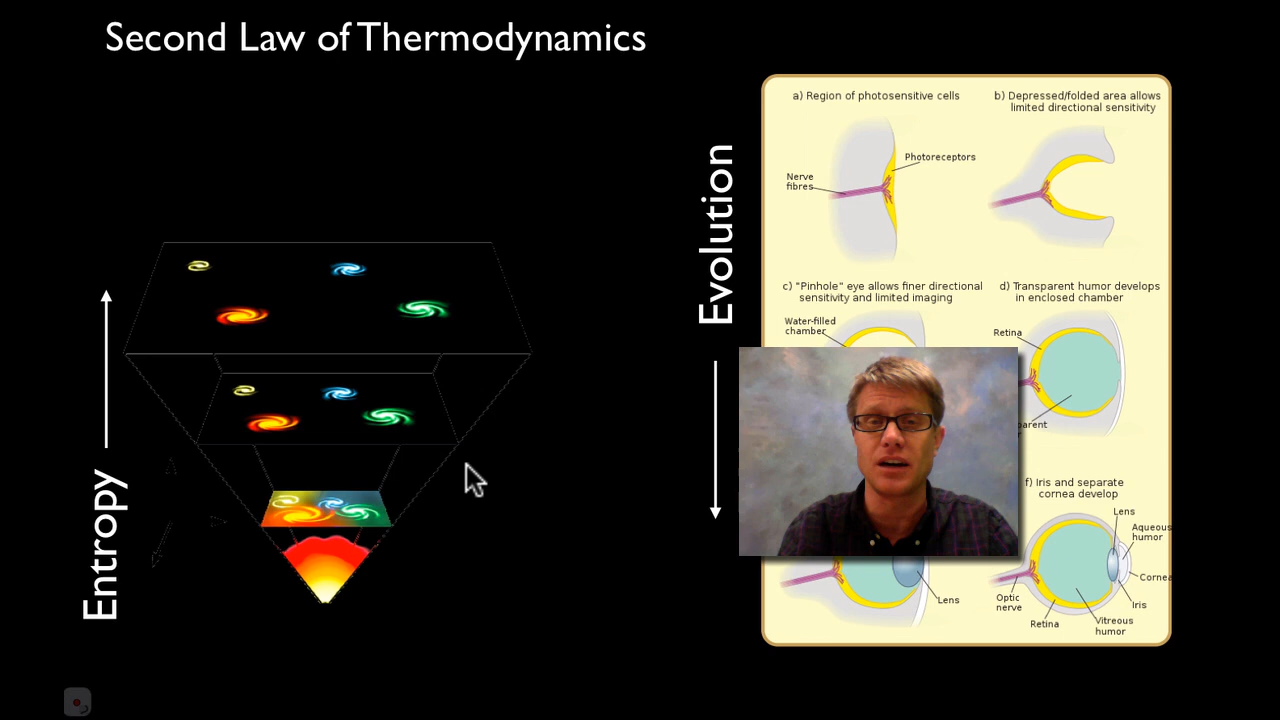 Second Law of Thermodynamics
Entropy
Evolution
a) Region of photosensitive cells
Nerve
fibres
Photoreceptors
b) Depressed/folded area allows
limited directional sensitivity
c) "Pinhole" eye allows finer directional
sensitivity and limited imaging
Water-filled
chamber
d) Transparent humor develops
in enclosed chamber
Retina
Lens
f) Iris and separate
cornea develop
Lens
Aqueous
humor
Cornea
Iris
Optic
nerve
Retina
Vitreous
humor